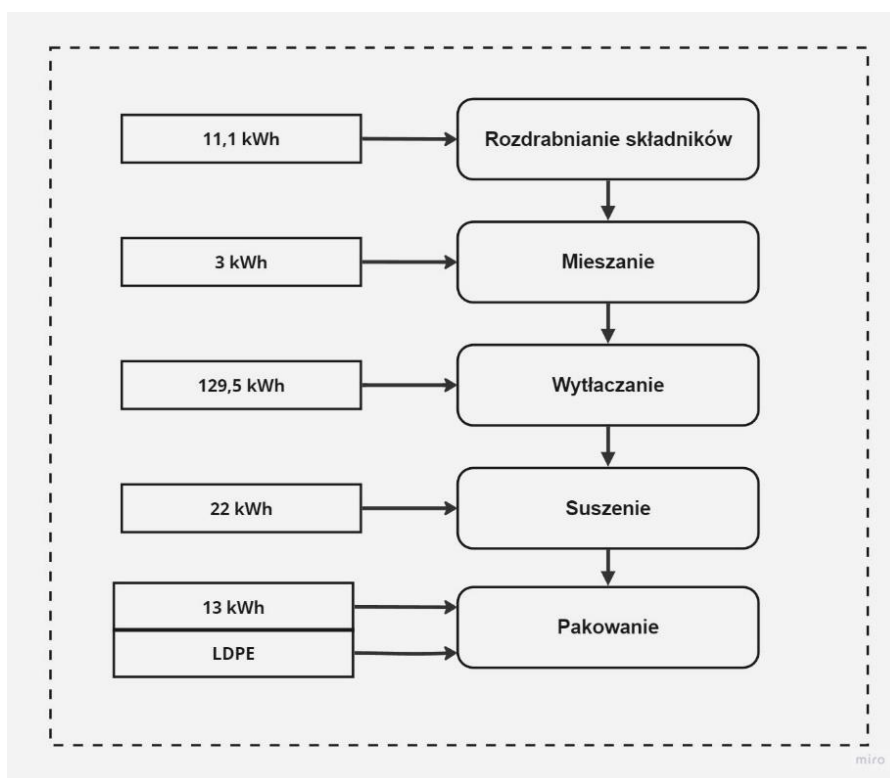 11,1 kWh
Rozdrabnianie składników
3 kWh
Mieszanie
129,5 kWh
Wytłaczanie
22 kWh
Suszenie
13 kWh
LDPE
Pakowanie
miro